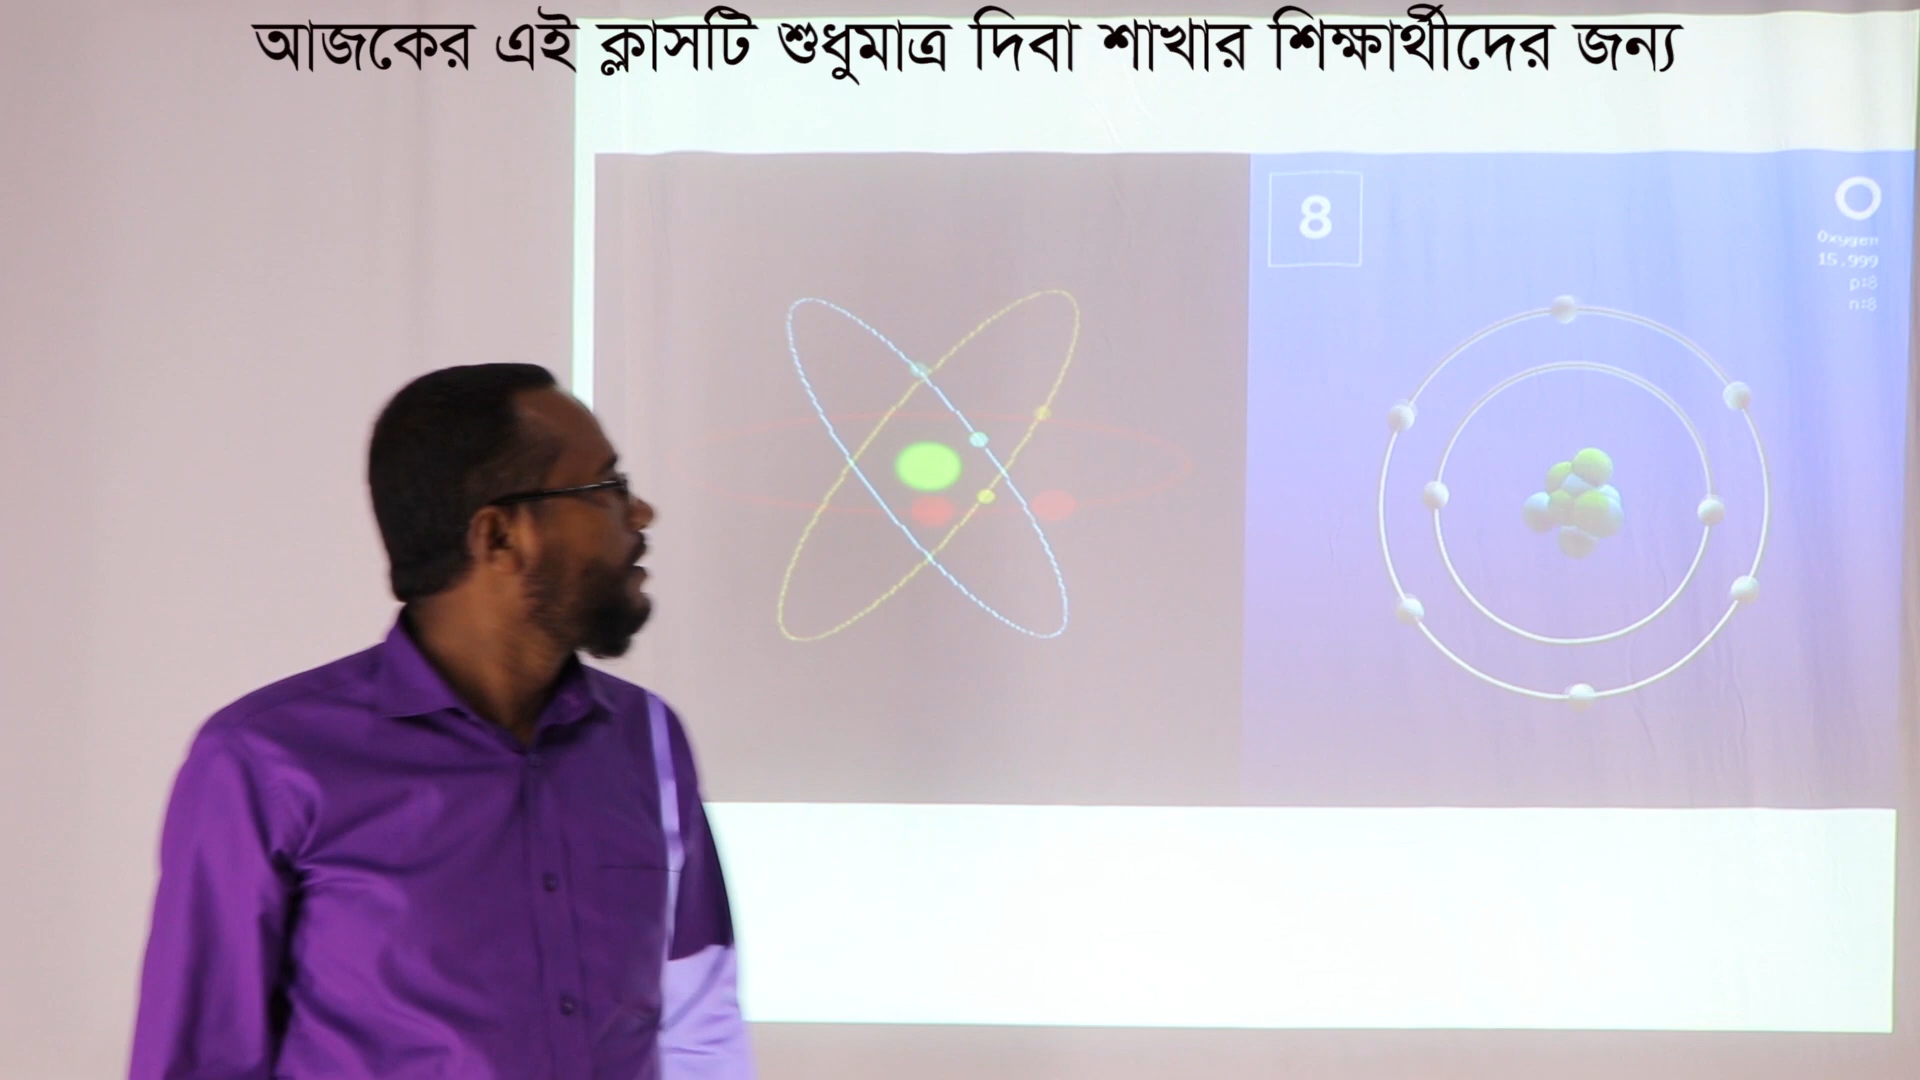 আজকের এই ক্লাসটি শুধুমাত্র দিবা শাখার শিক্ষার্থীদের জন্য
8
O
Oxygen
15.999
p:8
n:8